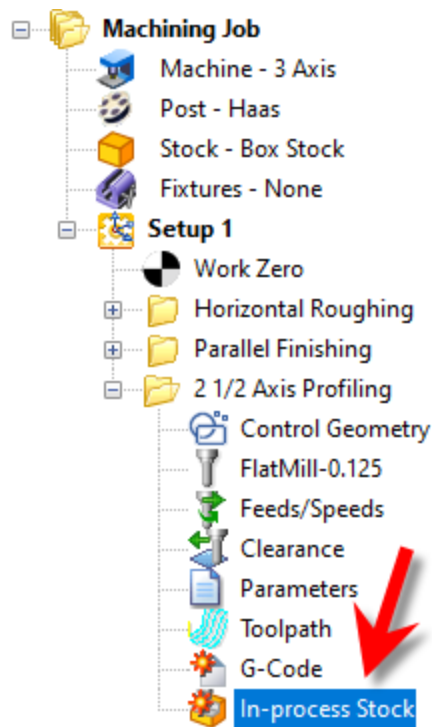 Machining Job
Machine - 3 Axis
Post - Haas
Stock - Box Stock
Fixtures - None
Setup 1
Work Zero
Horizontal Roughing
Parallel Finishing
2 1/2 Axis Profiling
Control Geometry
FlatMill-0.125
Feeds/Speeds
Clearance
Parameters
Toolpath
G-Code
In-process Stock